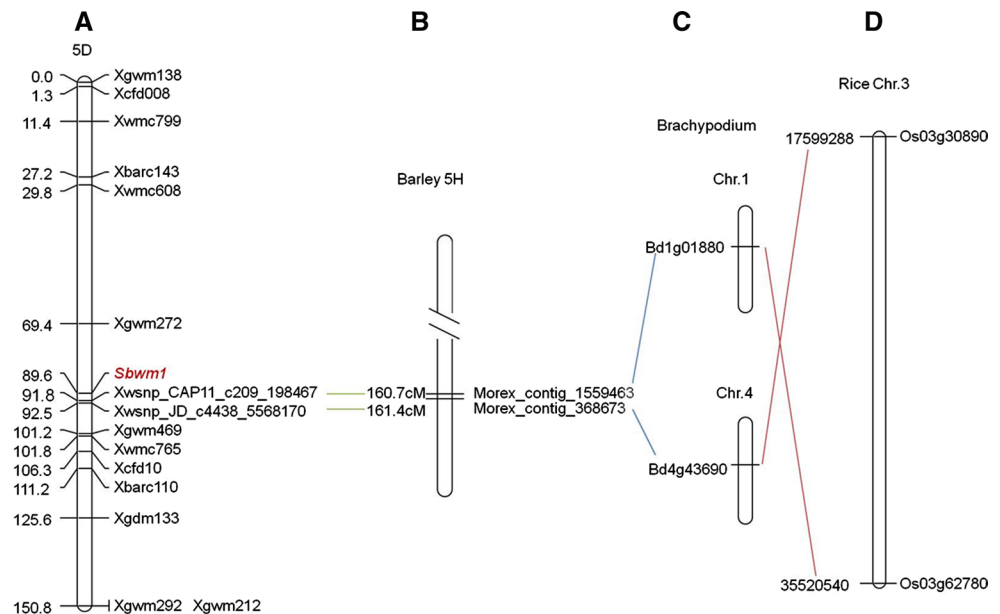 A
B
C
D
5D
0.0 Xgwm138
1.3 Xcfd008
11.4 Xwmc799
27.2 Xbarc143
29.8 Xwmc608
69.4 Xgwm272
89.6 Sbwm1
91.8 Xwsnp_CAP11_c209_198467
92.5 Xwsnp_JD_c4438_5568170
101.2 Xgwm469
101.8 Xwmc765
106.3 Xcfd10
111.2 Xbarc110
125.6 Xgdm133
150.8 Xgwm292 Xgwm212
Barley 5H
160.7cM Morex_contig_1559463
161.4cM Morex_contig_368673
Brachypodium
Chr.1
Bd1g01880
Chr.4
Bd4g43690
Rice Chr.3
17599288 Os03g30890
35520540 Os03g62780